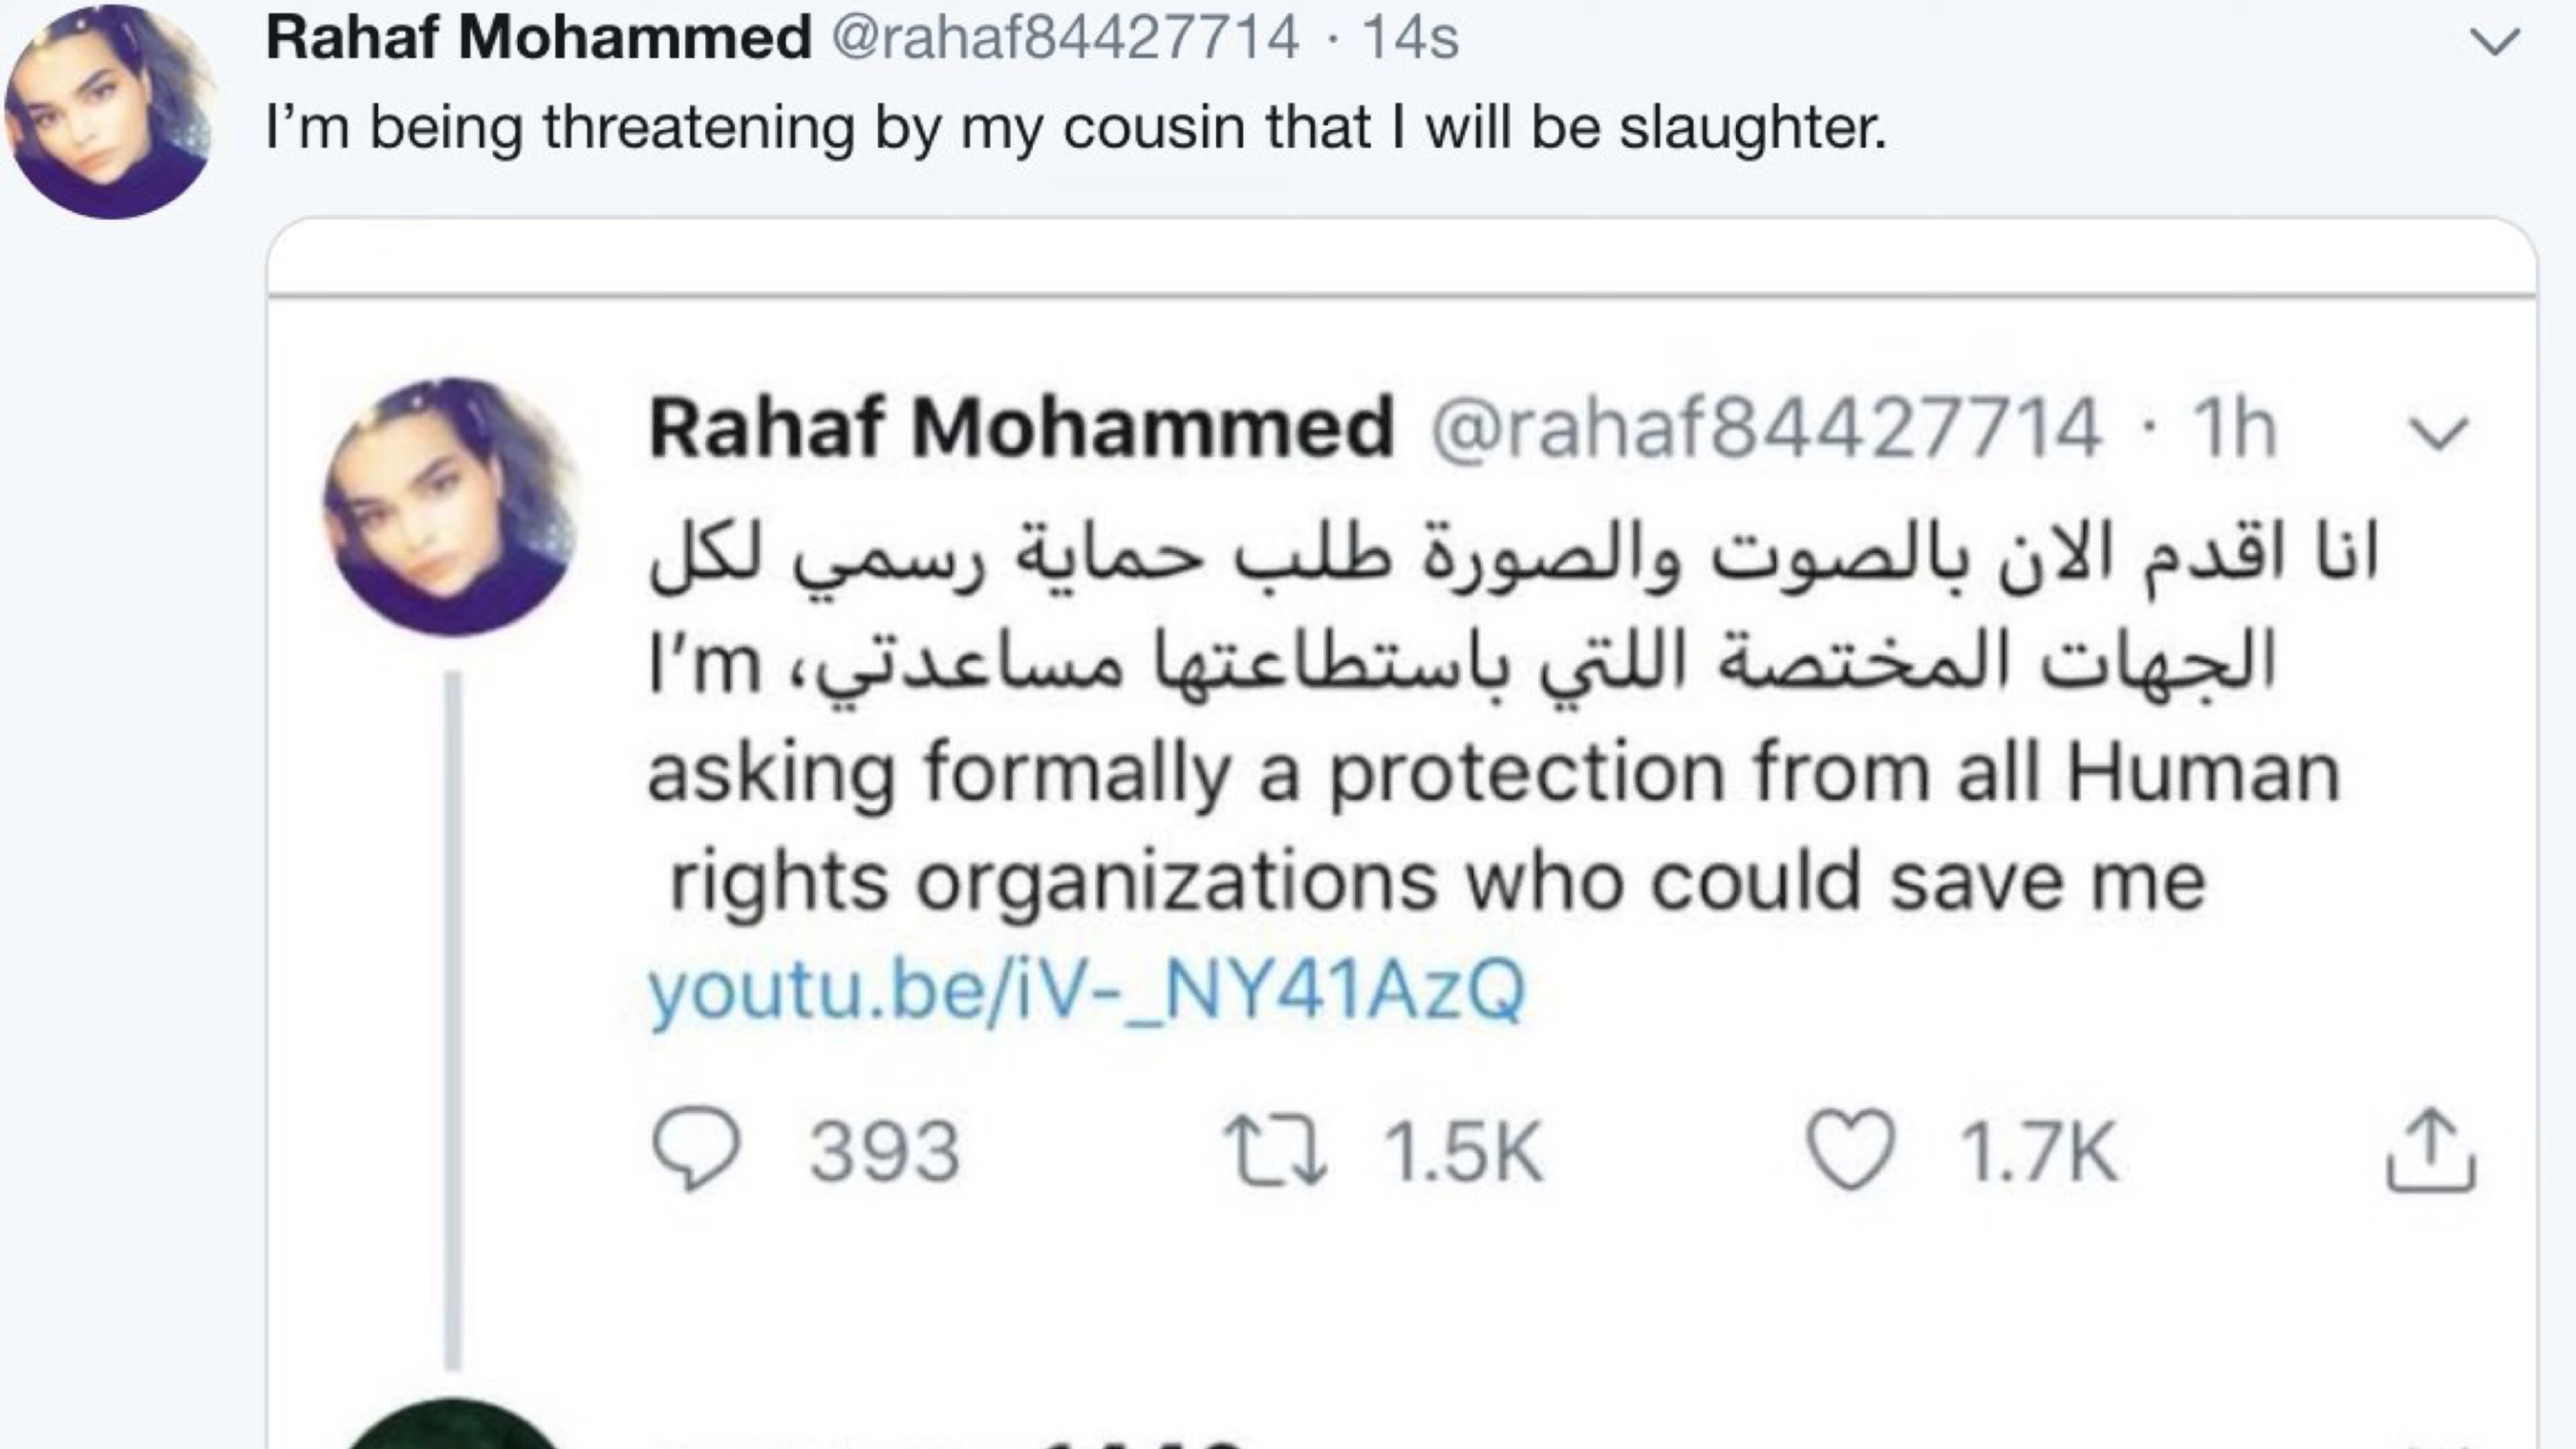 Rahaf Mohammed @rahaf84427714 · 14s
I'm being threatening by my cousin that I will be slaughter.
Rahaf Mohammed @rahaf84427714 · 1h
انا اقدم الان بالصوت والصورة طلب حماية رسمي لكل
الجهات المختصة اللتي باستطاعتها مساعدتي، I'm
asking formally a protection from all Human
rights organizations who could save me
youtu.be/iV-_NY41AzQ
393 1.5K 1.7K